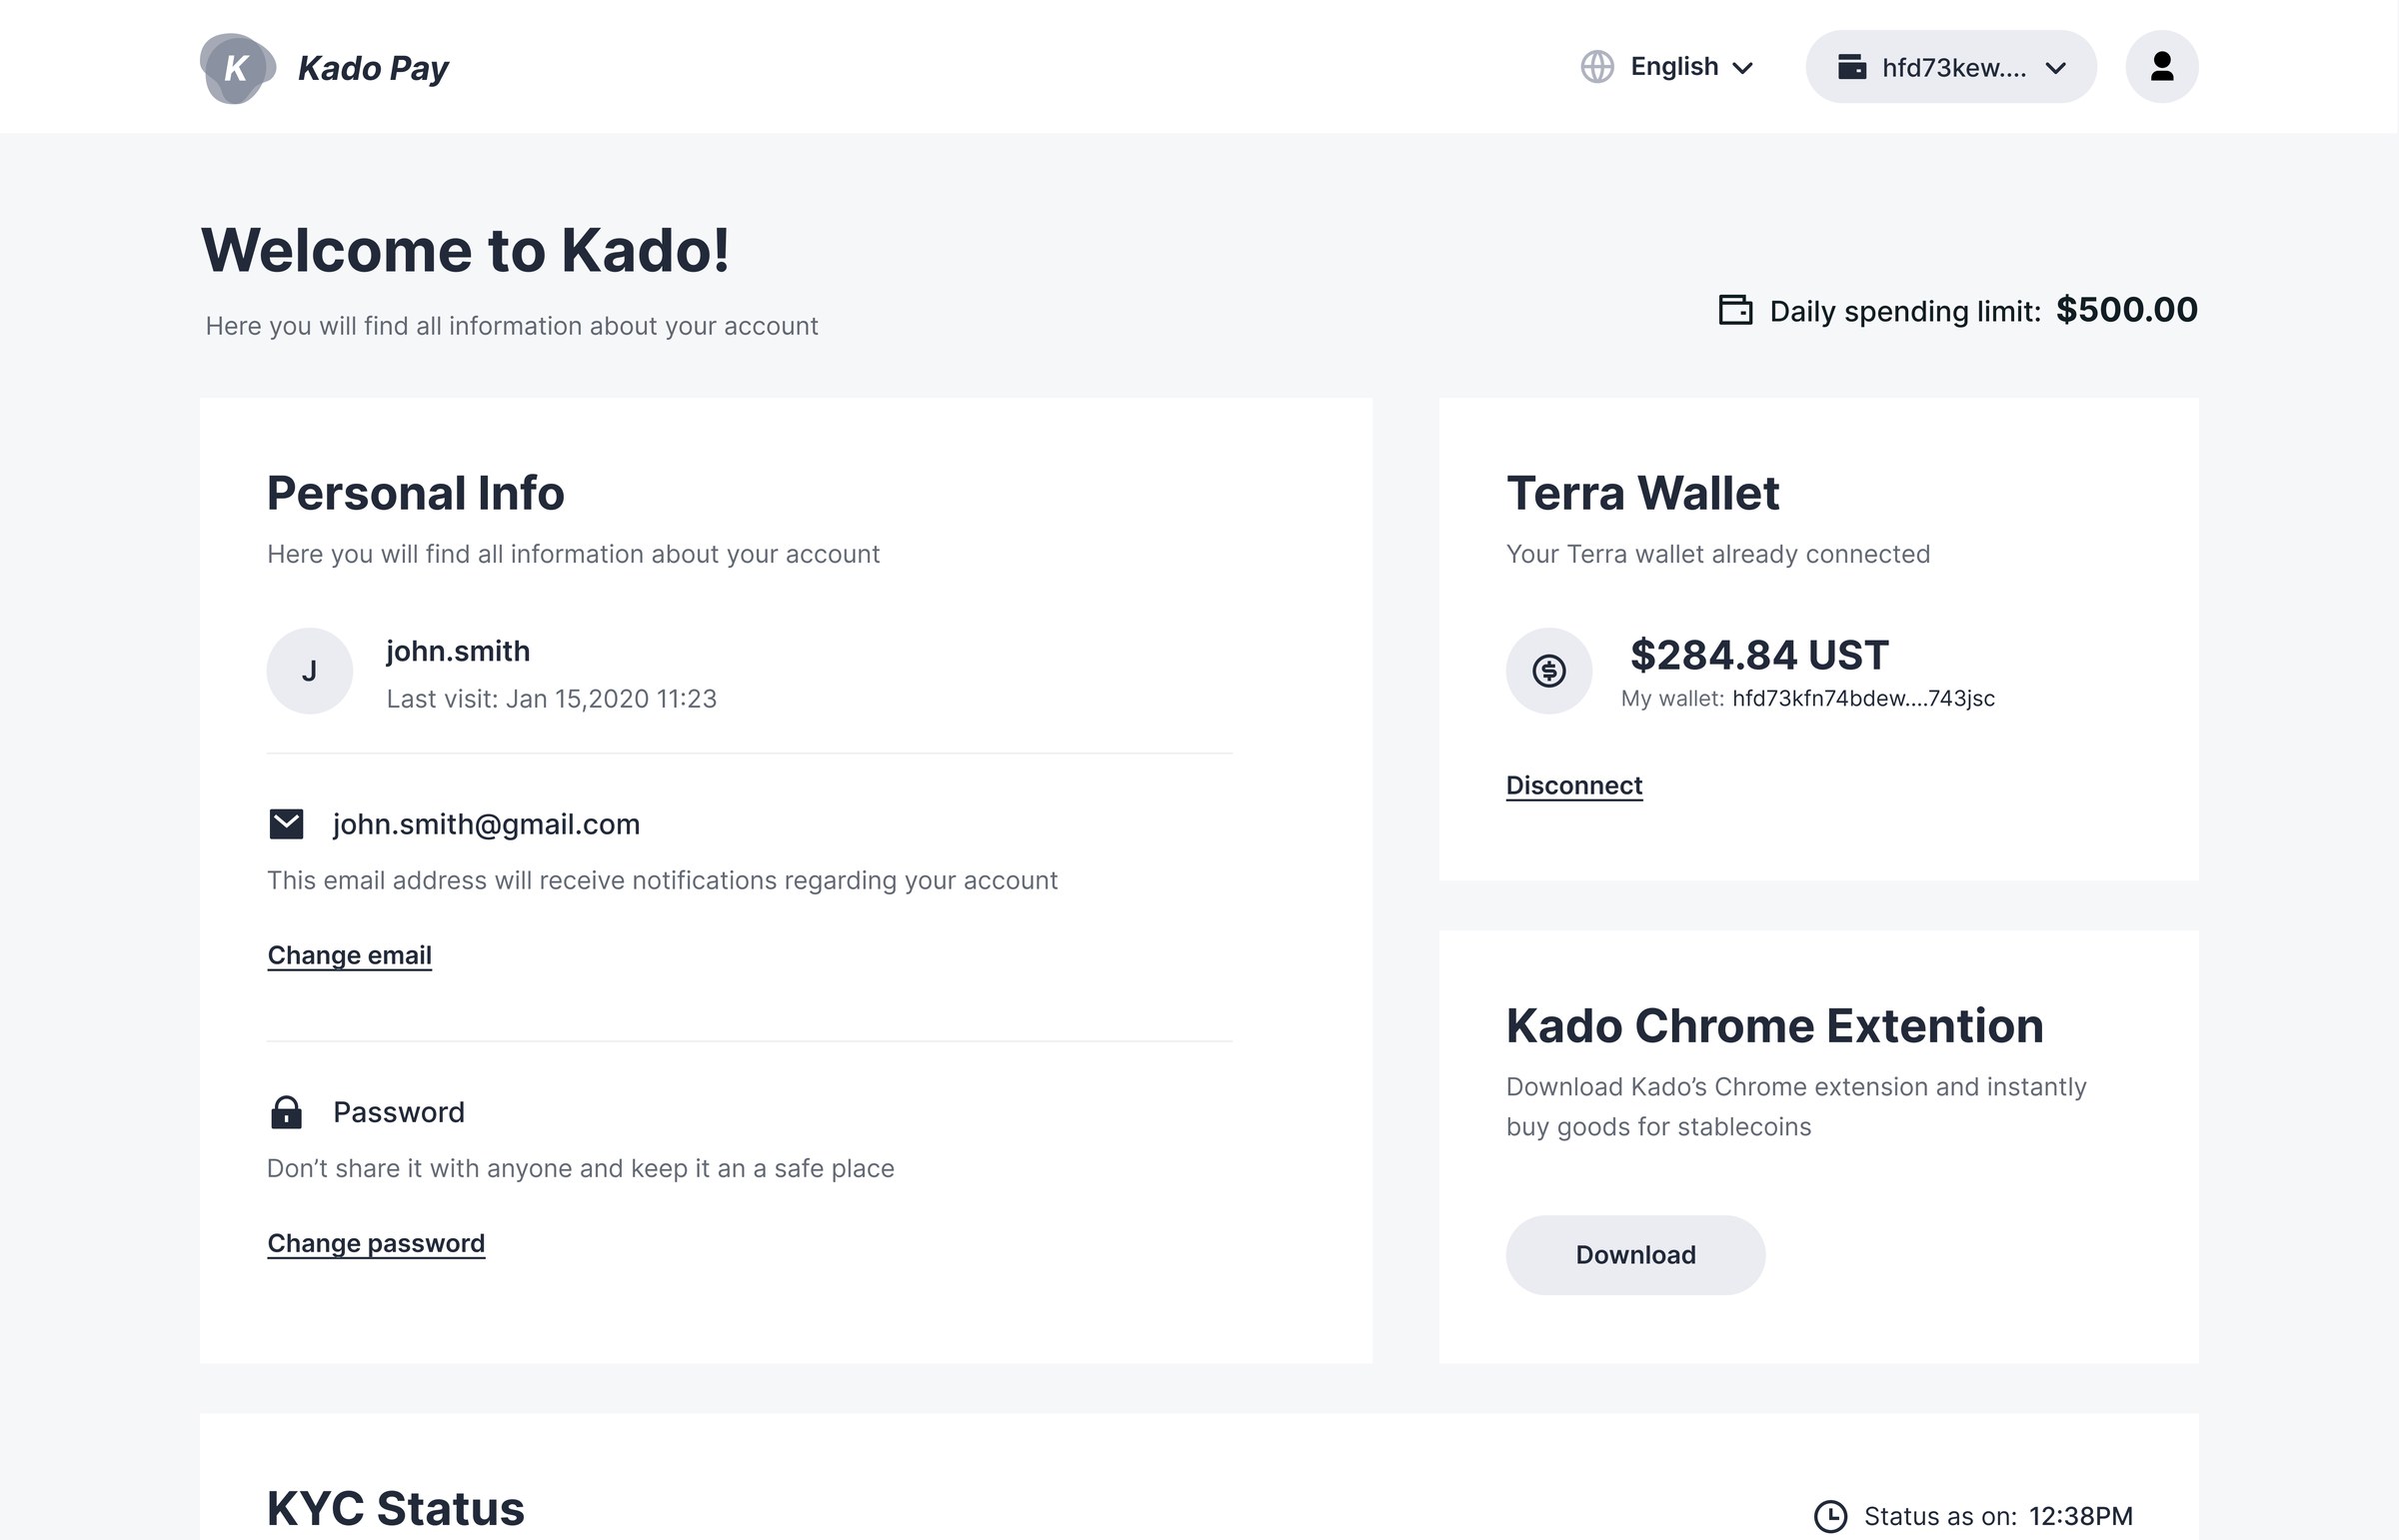 K Kado Pay
English
hfd73kew....
Welcome to Kado!
Here you will find all information about your account
Daily spending limit: $500.00
Personal Info
Here you will find all information about your account
J
john.smith
Last visit: Jan 15,2020 11:23
john.smith@gmail.com
This email address will receive notifications regarding your account
Change email
Password
Don’t share it with anyone and keep it an a safe place
Change password
Terra Wallet
Your Terra wallet already connected
$284.84 UST
My wallet: hfd73kfn74bdew....743jsc
Disconnect
Kado Chrome Extention
Download Kado’s Chrome extension and instantly
buy goods for stablecoins
Download
KYC Status
Status as on: 12:38PM